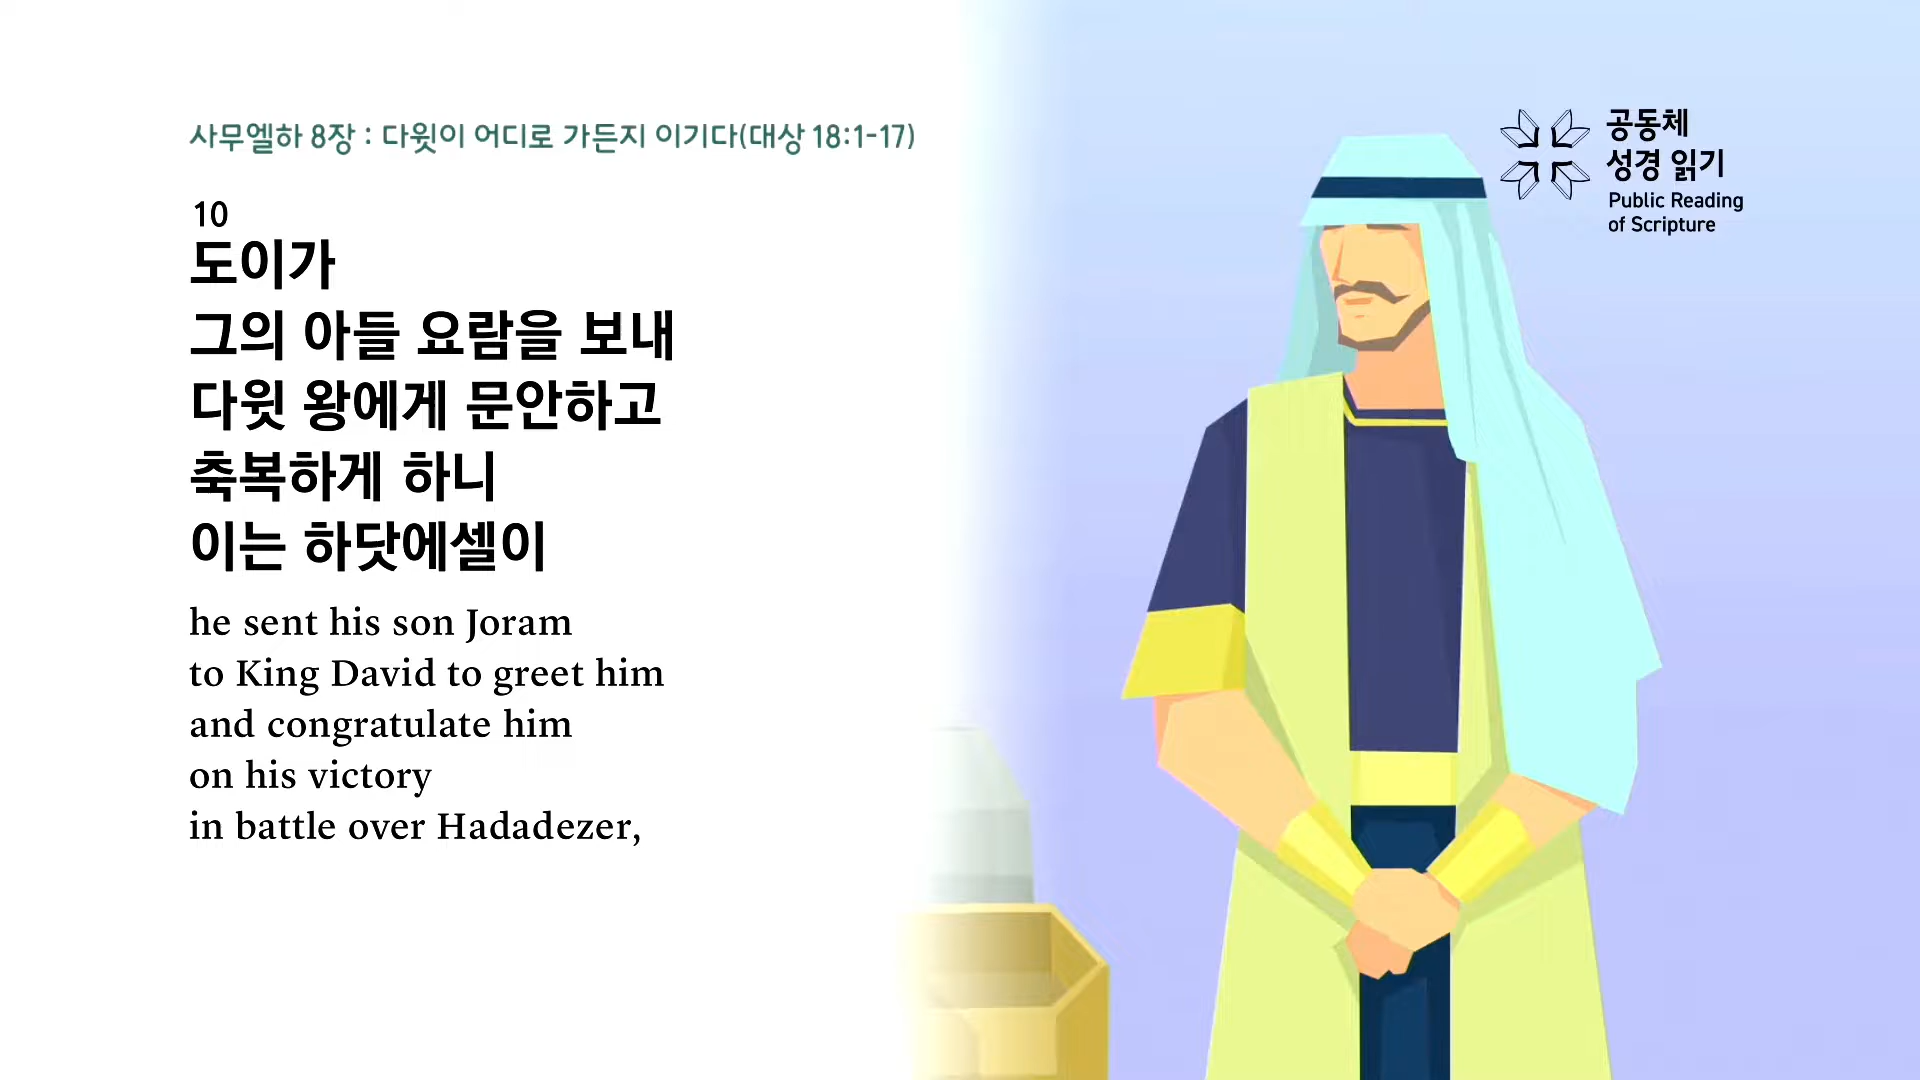 사무엘하 8장 : 다윗이 어디로 가든지 이기다(대상 18:1-17)
10
도이가
그의 아들 요람을 보내
다윗 왕에게 문안하고
축복하게 하니
이는 하닷에셀이
he sent his son Joram
to King David to greet him
and congratulate him
on his victory
in battle over Hadadezer,
공동체
성경 읽기
Public Reading
of Scripture